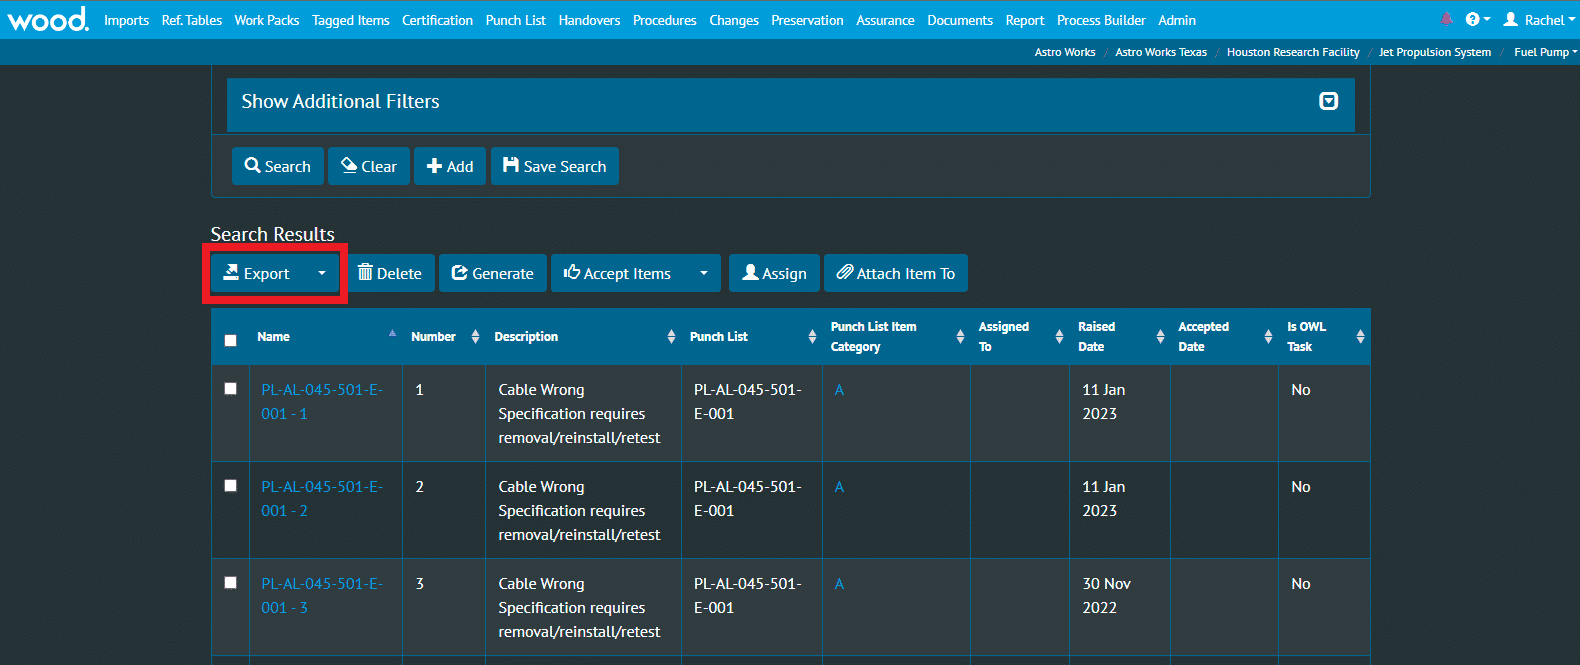 wood. Imports Ref. Tables Work Packs Tagged Items Certification Punch List Handovers Procedures Changes Preservation Assurance Documents Report Process Builder Admin ? Rachel
Astro Works / Astro Works Texas / Houston Research Facility / Jet Propulsion System / Fuel Pump
Show Additional Filters
Search Clear Add Save Search
Search Results
Export Delete Generate Accept Items Assign Attach Item To
Name Number Description Punch List Punch List Item Category Assigned To Raised Date Accepted Date Is OWL Task
PL-AL-045-501-E- 1 Cable Wrong PL-AL-045-501- A 11 Jan No
001 - 1 Specification requires E-001 2023
removal/reinstall/retest
PL-AL-045-501-E- 2 Cable Wrong PL-AL-045-501- A 11 Jan No
001 - 2 Specification requires E-001 2023
removal/reinstall/retest
PL-AL-045-501-E- 3 Cable Wrong PL-AL-045-501- A 30 Nov No
001 - 3 Specification requires E-001 2022
removal/reinstall/retest